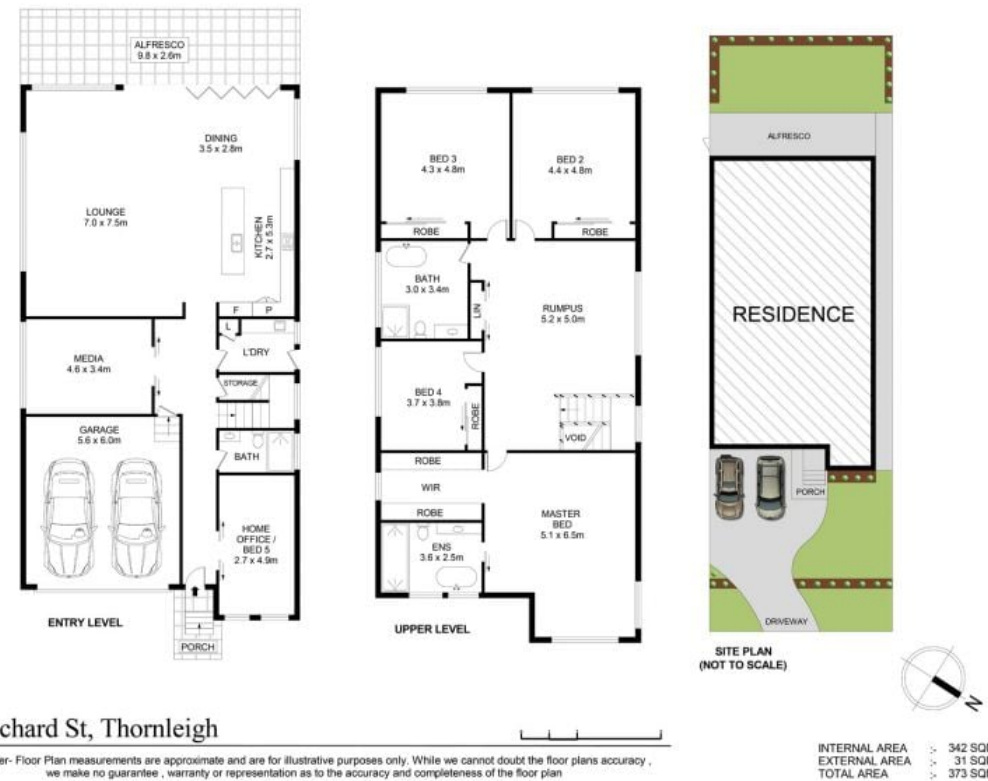 ALFRESCO
9.8 x 2.6m
DINING
3.5 x 2.8m
LOUNGE
7.0 x 7.5m
KITCHEN
2.7 x 5.3m
F
P
L
L'DRY
MEDIA
4.6 x 3.4m
STORAGE
GARAGE
5.6 x 6.0m
BATH
HOME
OFFICE /
BED 5
2.7 x 4.9m
PORCH
ENTRY LEVEL
BED 3
4.3 x 4.8m
BED 2
4.4 x 4.8m
ROBE
ROBE
BATH
3.0 x 3.4m
LIN
RUMPUS
5.2 x 5.0m
BED 4
3.7 x 3.8m
ROBE
VOID
ROBE
WIR
ROBE
MASTER
BED
5.1 x 6.5m
ENS
3.6 x 2.5m
UPPER LEVEL
ALFRESCO
RESIDENCE
PORCH
DRIVEWAY
SITE PLAN
(NOT TO SCALE)
N
chard St, Thornleigh
er- Floor Plan measurements are approximate and are for illustrative purposes only. While we cannot doubt the floor plans accuracy ,
we make no guarantee , warranty or representation as to the accuracy and completeness of the floor plan
INTERNAL AREA :- 342 SQ
EXTERNAL AREA :- 31 SQ
TOTAL AREA :- 373 SQ